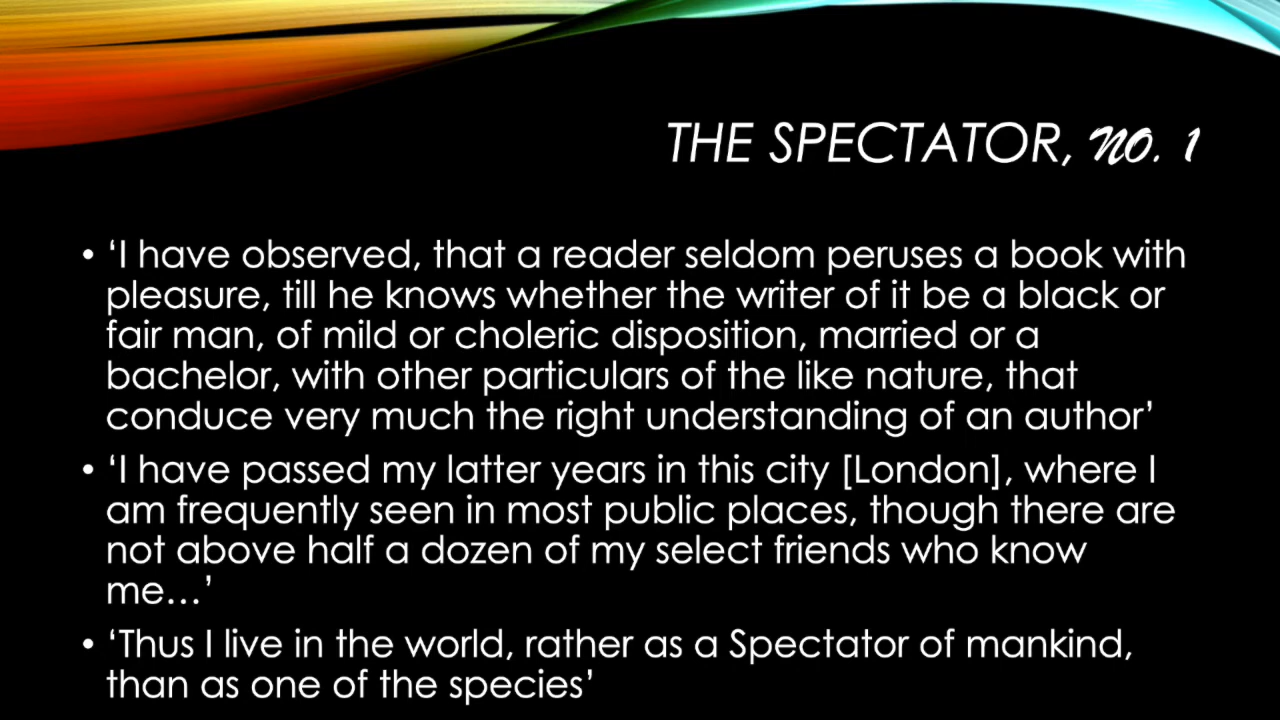 THE SPECTATOR, NO. 1
• ‘I have observed, that a reader seldom peruses a book with
pleasure, till he knows whether the writer of it be a black or
fair man, of mild or choleric disposition, married or a
bachelor, with other particulars of the like nature, that
conduce very much the right understanding of an author’
• ‘I have passed my latter years in this city [London], where I
am frequently seen in most public places, though there are
not above half a dozen of my select friends who know
me…’
• ‘Thus I live in the world, rather as a Spectator of mankind,
than as one of the species’